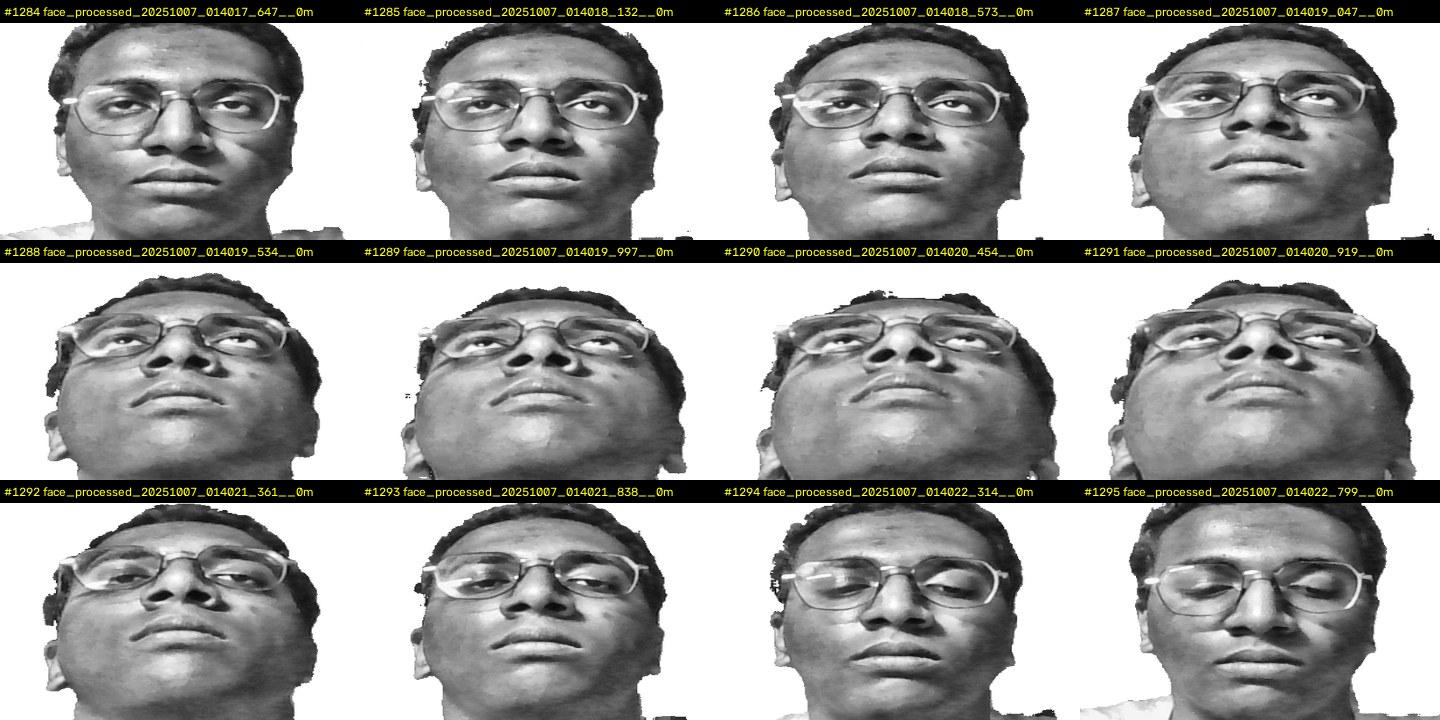 #1284 face_processed_20251007_014017_647__0m
#1285 face_processed_20251007_014018_132__0m
#1286 face_processed_20251007_014018_573__0m
#1287 face_processed_20251007_014019_047__0m
#1288 face_processed_20251007_014019_534__0m
#1289 face_processed_20251007_014019_997__0m
#1290 face_processed_20251007_014020_454__0m
#1291 face_processed_20251007_014020_919__0m
#1292 face_processed_20251007_014021_361__0m
#1293 face_processed_20251007_014021_838__0m
#1294 face_processed_20251007_014022_314__0m
#1295 face_processed_20251007_014022_799__0m